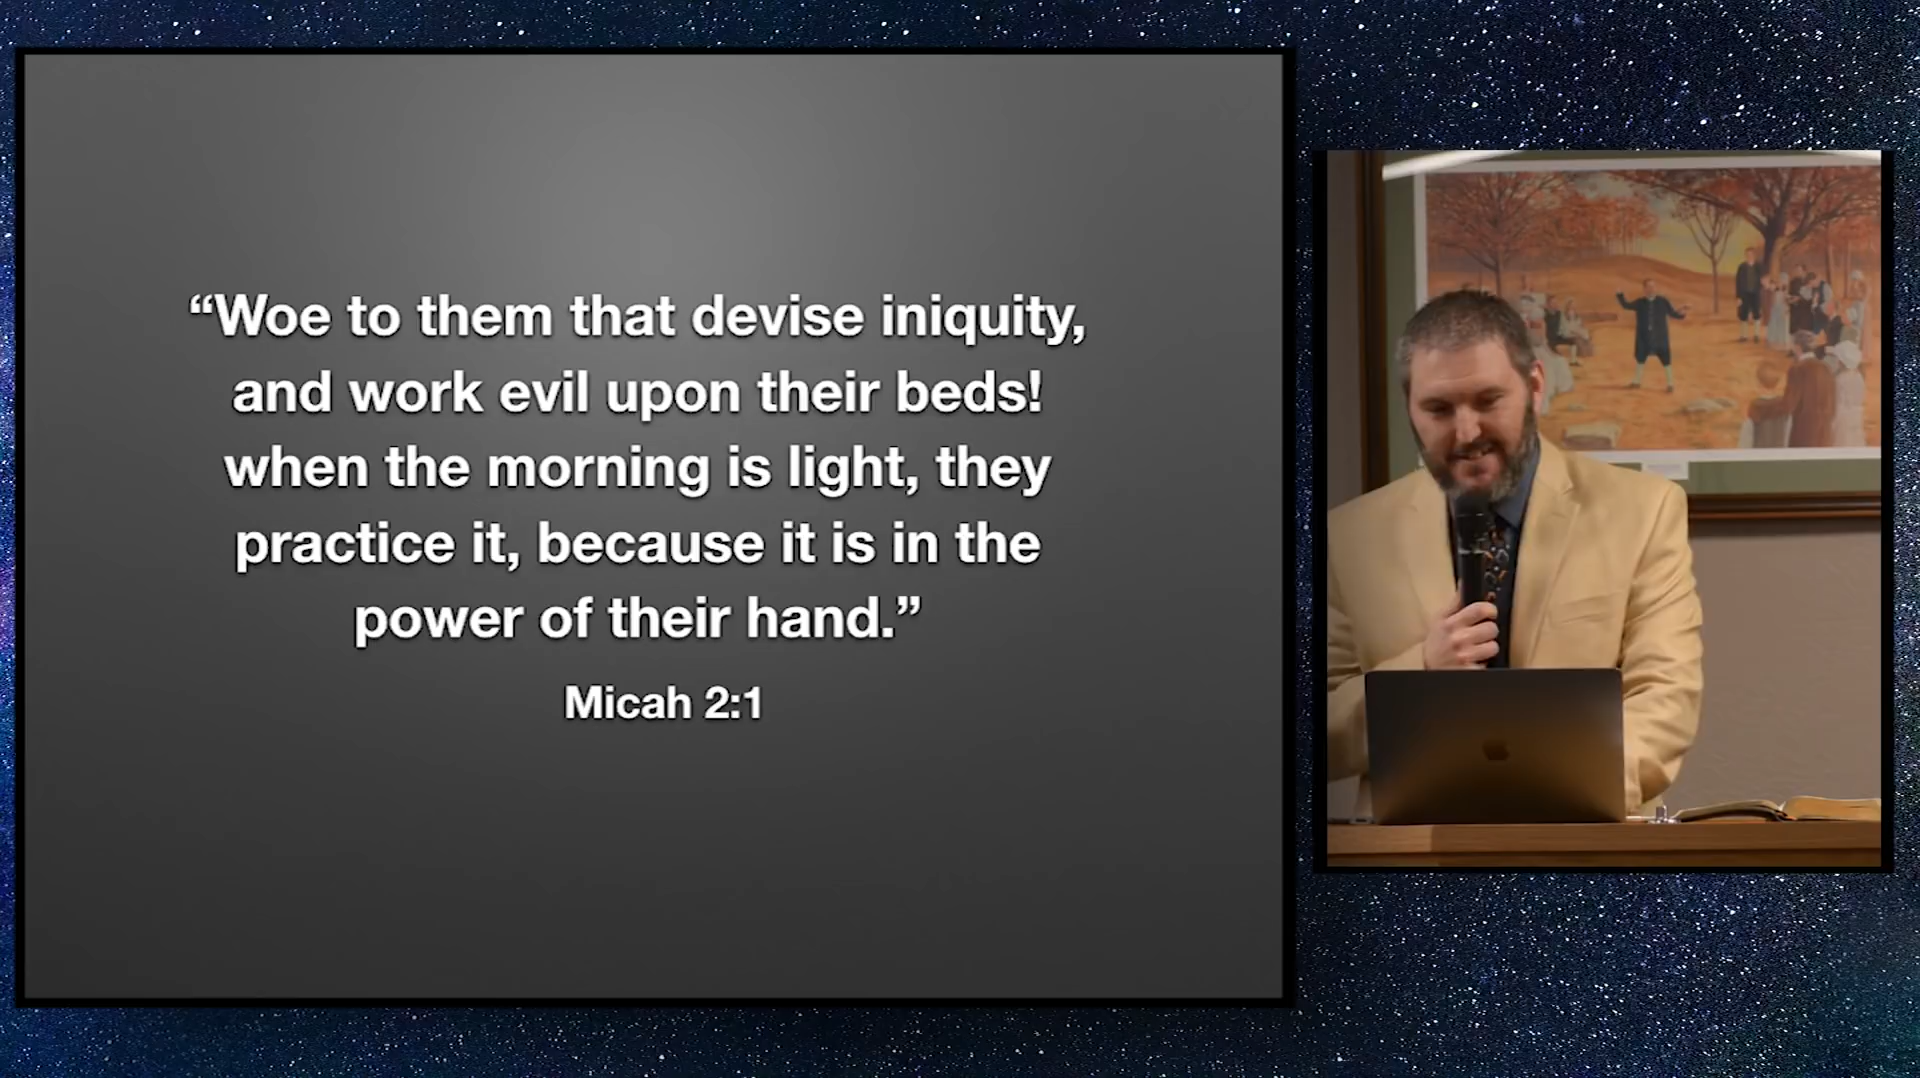 “Woe to them that devise iniquity,
and work evil upon their beds!
when the morning is light, they
practice it, because it is in the
power of their hand.”
Micah 2:1